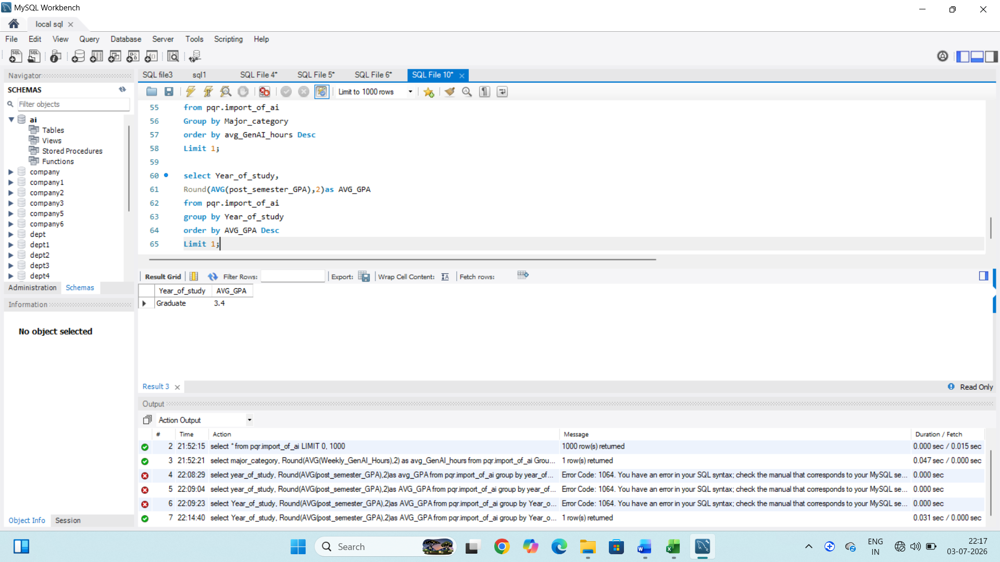 MySQL Workbench
local sql
File Edit View Query Database Server Tools Scripting Help
Navigator
SCHEMAS
Filter objects
ai
Tables
Views
Stored Procedures
Functions
company
company1
company2
company3
company5
company6
dept
dept1
dept2
dept3
dept4
Administration Schemas
Information
No object selected
Object Info Session
SQL file3 sql1 SQL File 4* SQL File 5* SQL File 6* SQL File 10*
Limit to 1000 rows
55 from pqr.import_of_ai
56 Group by Major_category
57 order by avg_GenAI_hours Desc
58 Limit 1;
59
60 select Year_of_study,
61 Round(AVG(post_semester_GPA),2)as AVG_GPA
62 from pqr.import_of_ai
63 group by Year_of_study
64 order by AVG_GPA Desc
65 Limit 1;
Result Grid Filter Rows: Export: Wrap Cell Content: Fetch rows:
Year_of_study AVG_GPA
Graduate 3.4
Result 3 Read Only
Output
Action Output
# Time Action Message Duration / Fetch
2 21:52:15 select * from pqr.import_of_ai LIMIT 0, 1000 1000 row(s) returned 0.000 sec / 0.015 sec
3 21:52:21 select major_category, Round(AVG(Weekly_GenAI_Hours),2) as avg_GenAI_hours from pqr.import_of_ai Grou... 1 row(s) returned 0.047 sec / 0.000 sec
4 22:08:29 select year_of_study, Round(AVG(post_semester_GPA),2)as avg_GPA from pqr.import_of_ai group by year_of... Error Code: 1064. You have an error in your SQL syntax; check the manual that corresponds to your MySQL se... 0.000 sec
5 22:09:04 select year_of_study, Round(AVG(post_semester_GPA),2)as AVG_GPA from pqr.import_of_ai group by year_of... Error Code: 1064. You have an error in your SQL syntax; check the manual that corresponds to your MySQL se... 0.000 sec
6 22:09:23 select Year_of_study, Round(AVG(post_semester_GPA),2)as AVG_GPA from pqr.import_of_ai group by Year_o... Error Code: 1064. You have an error in your SQL syntax; check the manual that corresponds to your MySQL se... 0.000 sec
7 22:14:40 select Year_of_study, Round(AVG(post_semester_GPA),2)as AVG_GPA from pqr.import_of_ai group by Year_o... 1 row(s) returned 0.031 sec / 0.000 sec
Search
ENG
IN
22:17
03-07-2026